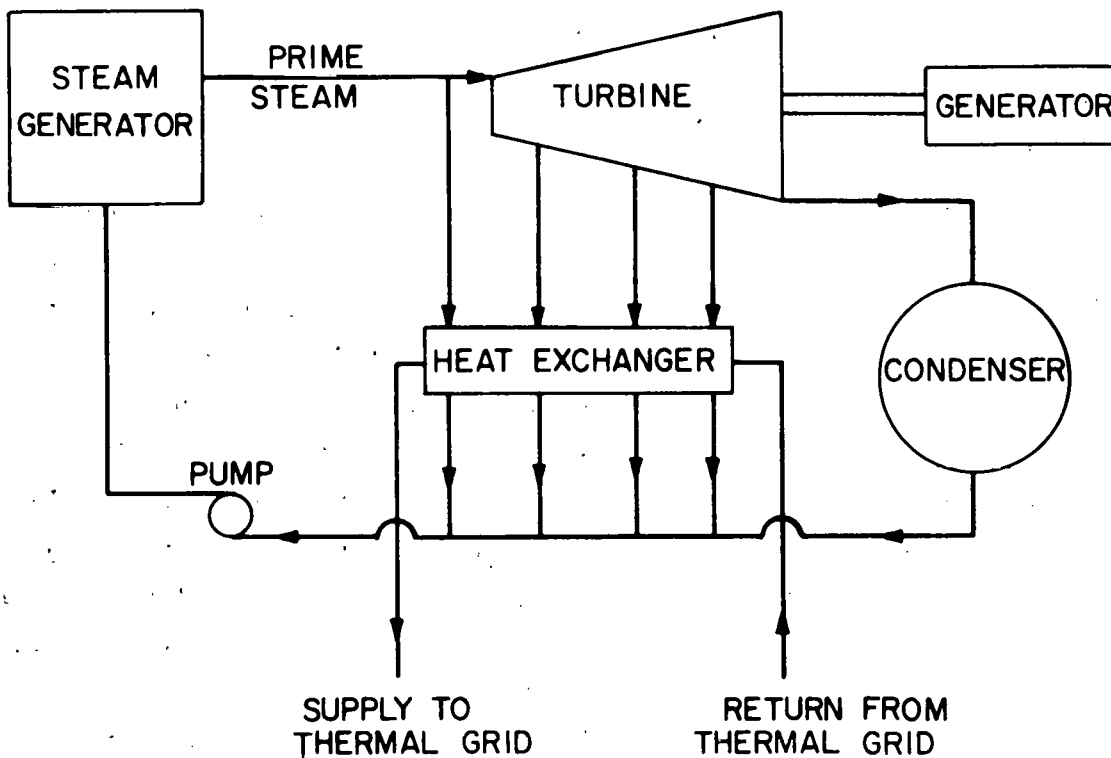 STEAM
GENERATOR
PRIME
STEAM
TURBINE
GENERATOR
HEAT EXCHANGER
CONDENSER
PUMP
SUPPLY TO
THERMAL GRID
RETURN FROM
THERMAL GRID